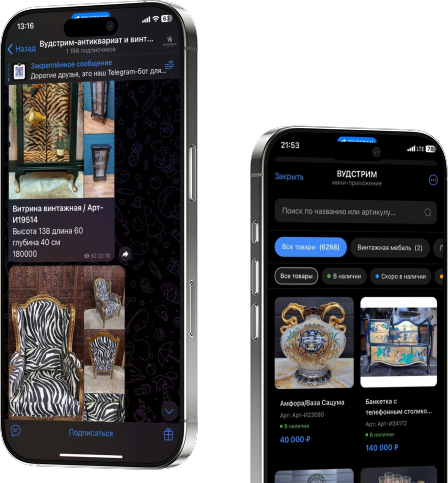 13:16
Назад
Вудстрим-антиквариат и винт...
1 196 подписчиков
Закреплённое сообщение
Дорогие друзья, это наш Telegram-бот для...
Витрина винтажная / Арт-
И19514
Высота 138 длина 60
глубина 40 см
180000
Подписаться
21:53
LTE 78
Закрыть
ВУДСТРИМ
мини-приложение
Поиск по названию или артикулу...
Все товары (6288)
Винтажная мебель (2)
Все товары
В наличии
Скоро в наличии
Амфора/Ваза Сацума
Арт: Арт-И23090
В наличии
40 000 ₽
Банкетка с
телефонным столико...
Арт: Арт-И24172
В наличии
140 000 ₽